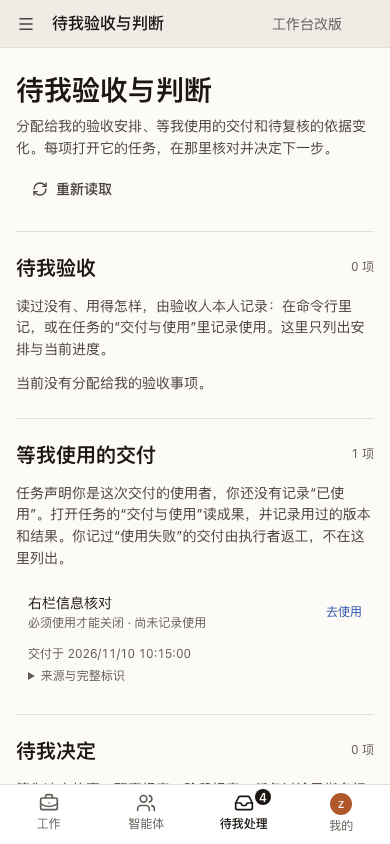 待我验收与判断
工作台改版
待我验收与判断
分配给我的验收安排、等我使用的交付和待复核的依据变
化。每项打开它的任务，在那里核对并决定下一步。
重新读取
待我验收
0 项
读过没有、用得怎样，由验收人本人记录：在命令行里
记，或在任务的“交付与使用”里记录使用。这里只列出安
排与当前进度。
当前没有分配给我的验收事项。
等我使用的交付
1 项
任务声明你是这次交付的使用者，你还没有记录“已使
用”。打开任务的“交付与使用”读成果，并记录用过的版本
和结果。你记过“使用失败”的交付由执行者返工，不在这
里列出。
右栏信息核对
去使用
必须使用才能关闭 · 尚未记录使用
交付于 2026/11/10 10:15:00
来源与完整标识
待我决定
0 项
工作
智能体
4
待我处理
z
我的